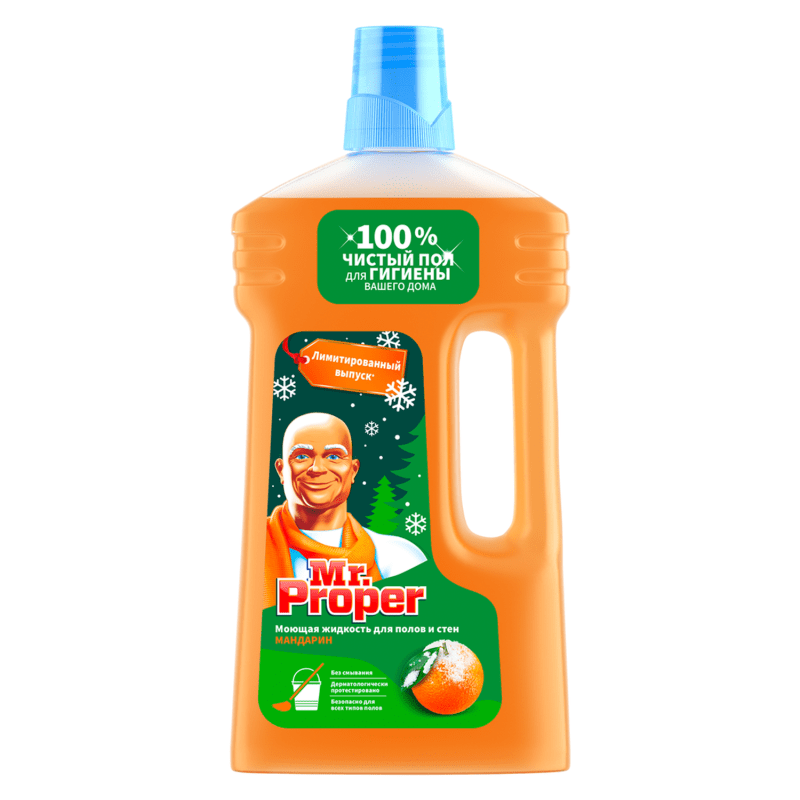 100%
ЧИСТЫЙ ПОЛ
для ГИГИЕНЫ
ВАШЕГО ДОМА
Лимитированный
выпуск*
Mr.
Proper
Моющая жидкость для полов и стен
МАНДАРИН
Без смывания
Дерматологически
протестировано
Безопасно для
всех типов полов